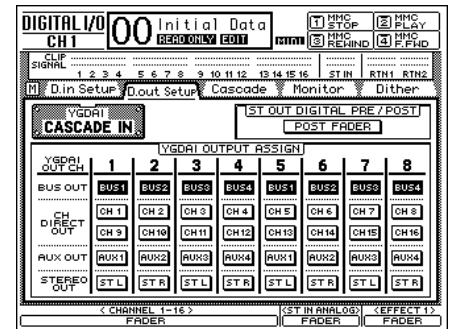 DIGITAL I/O 00 Initial Data 1 MMC STOP 2 MMC PLAY
CH1 READ ONLY EDIT MIDI 3 MMC REWIND 4 MMC F.FWD
CLIP
SIGNAL
1 2 3 4 5 6 7 8 9 10 11 12 13 14 15 16 ST IN RTN1 RTN2
M D.in Setup D.out Setup Cascade Monitor Dither
YGDAI
CASCADE IN
ST OUT DIGITAL PRE/POST
POST FADER
YGDAI OUTPUT ASSIGN
YGDAI OUT CH 1 2 3 4 5 6 7 8
BUS OUT BUS1 BUS2 BUS3 BUS4 BUS1 BUS2 BUS3 BUS4
CH DIRECT OUT
CH 1 CH 2 CH 3 CH 4 CH 5 CH 6 CH 7 CH 8
CH 9 CH10 CH11 CH12 CH13 CH14 CH15 CH16
AUX OUT AUX1 AUX2 AUX3 AUX4 AUX1 AUX2 AUX3 AUX4
STEREO OUT ST L ST R ST L ST R ST L ST R ST L ST R
< CHANNEL 1-16 > <ST IN ANALOG> <EFFECT 1>
FADER FADER FADER